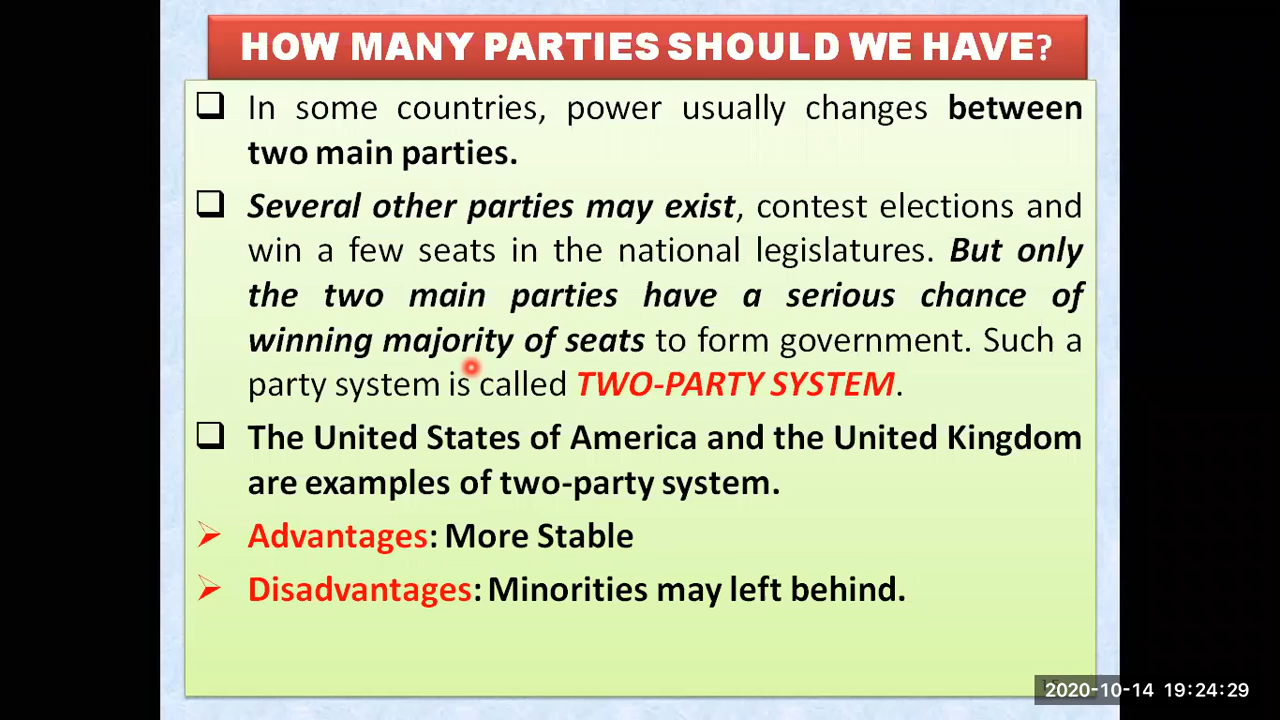 HOW MANY PARTIES SHOULD WE HAVE?
In some countries, power usually changes between
two main parties.
Several other parties may exist, contest elections and
win a few seats in the national legislatures. But only
the two main parties have a serious chance of
winning majority of seats to form government. Such a
party system is called TWO-PARTY SYSTEM.
The United States of America and the United Kingdom
are examples of two-party system.
Advantages: More Stable
Disadvantages: Minorities may left behind.
2020-10-14 19:24:29